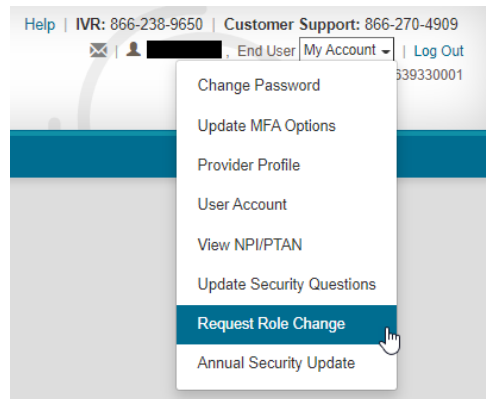 Help | IVR: 866-238-9650 | Customer Support: 866-270-4909
, End User My Account | Log Out
639330001
Change Password
Update MFA Options
Provider Profile
User Account
View NPI/PTAN
Update Security Questions
Request Role Change
Annual Security Update